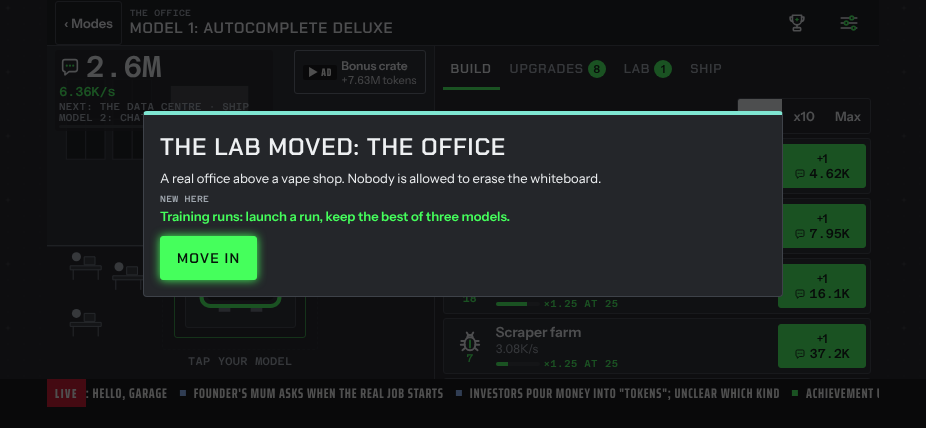 ‹ Modes
THE OFFICE
MODEL 1: AUTOCOMPLETE DELUXE
2.6M
6.36K/s
NEXT: THE DATA CENTRE · SHIP
MODEL 2: CHA
AD
Bonus crate
+7.63M tokens
BUILD
UPGRADES 8
LAB 1
SHIP
x10
Max
THE LAB MOVED: THE OFFICE
A real office above a vape shop. Nobody is allowed to erase the whiteboard.
NEW HERE
Training runs: launch a run, keep the best of three models.
MOVE IN
+1
4.62K
+1
7.95K
+1
16.1K
18
×1.25 AT 25
Scraper farm
3.08K/s
7
×1.25 AT 25
+1
37.2K
TAP YOUR MODEL
LIVE
: HELLO, GARAGE
FOUNDER'S MUM ASKS WHEN THE REAL JOB STARTS
INVESTORS POUR MONEY INTO "TOKENS"; UNCLEAR WHICH KIND
ACHIEVEMENT